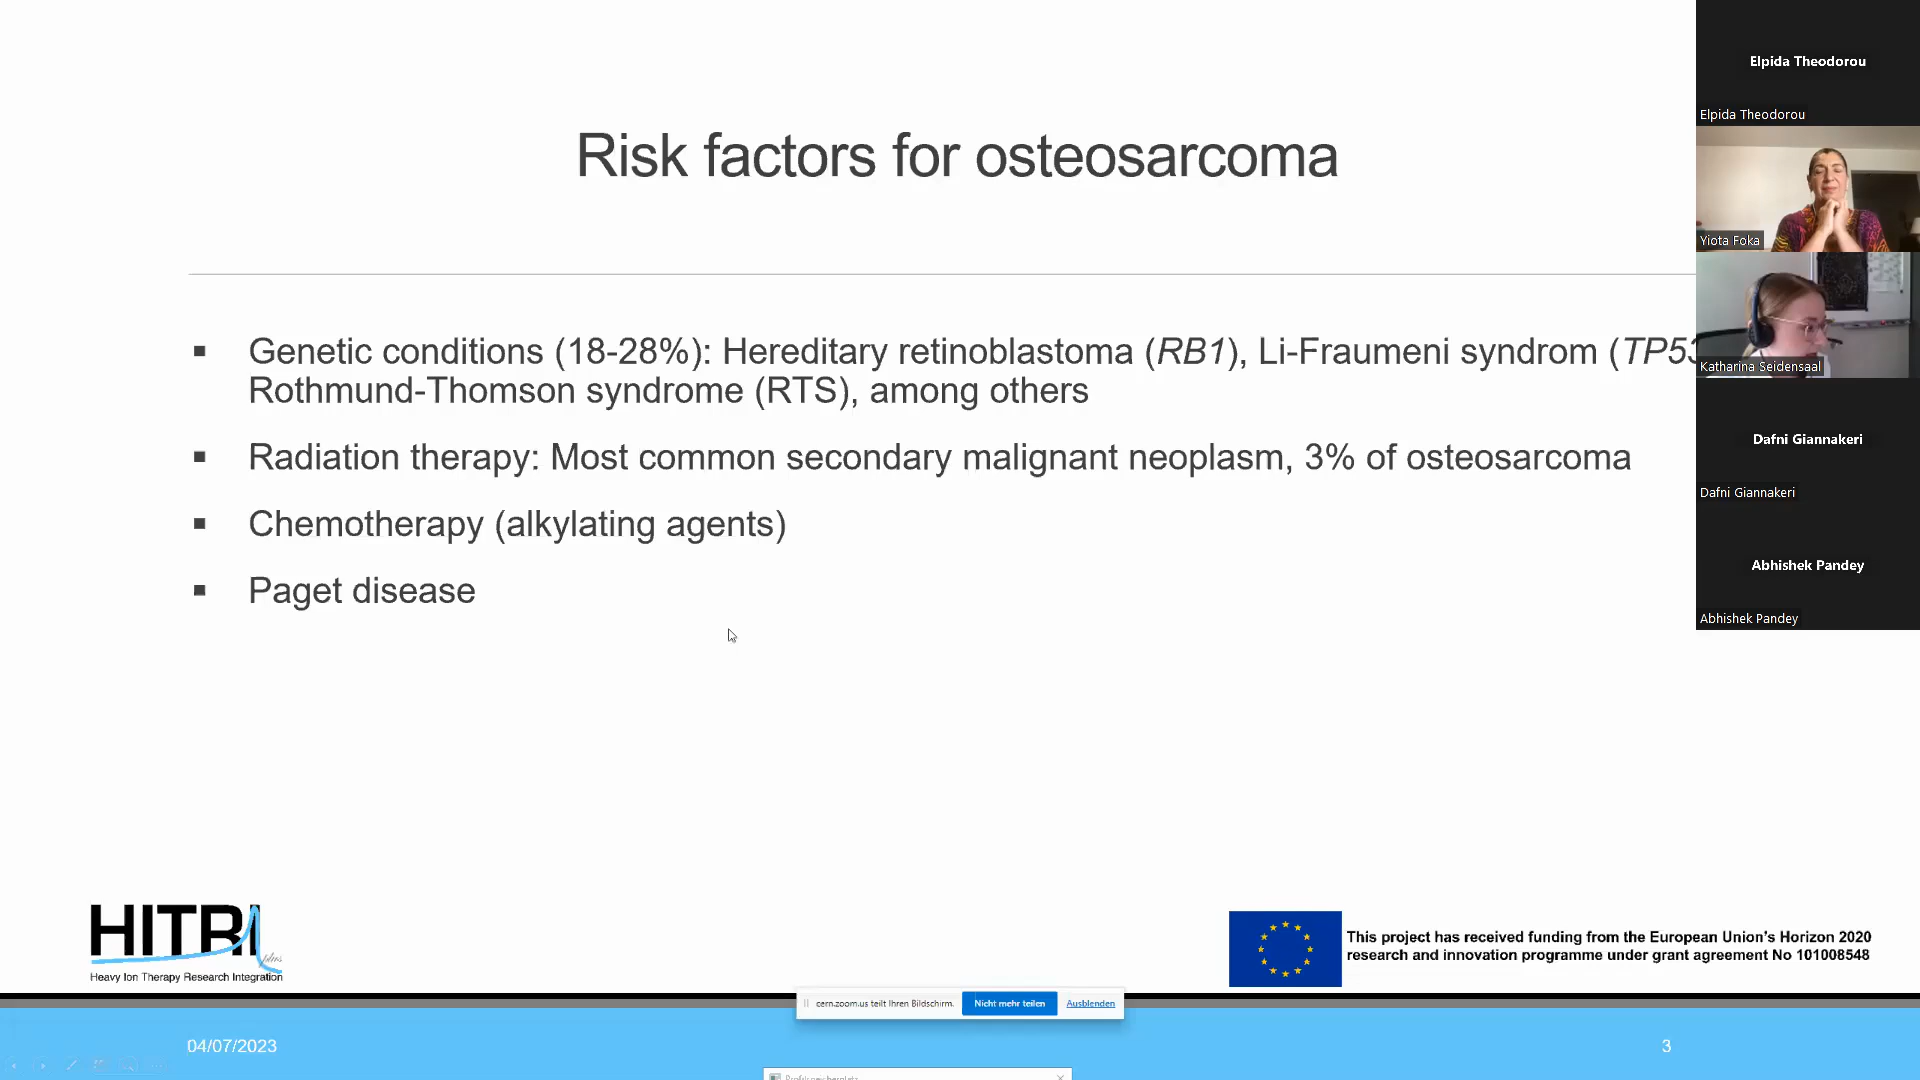 Risk factors for osteosarcoma
▪ Genetic conditions (18-28%): Hereditary retinoblastoma (RB1), Li-Fraumeni syndrom (TP53
Rothmund-Thomson syndrome (RTS), among others
▪ Radiation therapy: Most common secondary malignant neoplasm, 3% of osteosarcoma
▪ Chemotherapy (alkylating agents)
▪ Paget disease
Elpida Theodorou
Elpida Theodorou
Yiota Foka
Katharina Seidensaal
Dafni Giannakeri
Dafni Giannakeri
Abhishek Pandey
Abhishek Pandey
HITRI
Heavy Ion Therapy Research Integration
This project has received funding from the European Union's Horizon 2020
research and innovation programme under grant agreement No 101008548
cern.zoom.us teilt Ihren Bildschirm. Nicht mehr teilen Ausblenden
04/07/2023
3